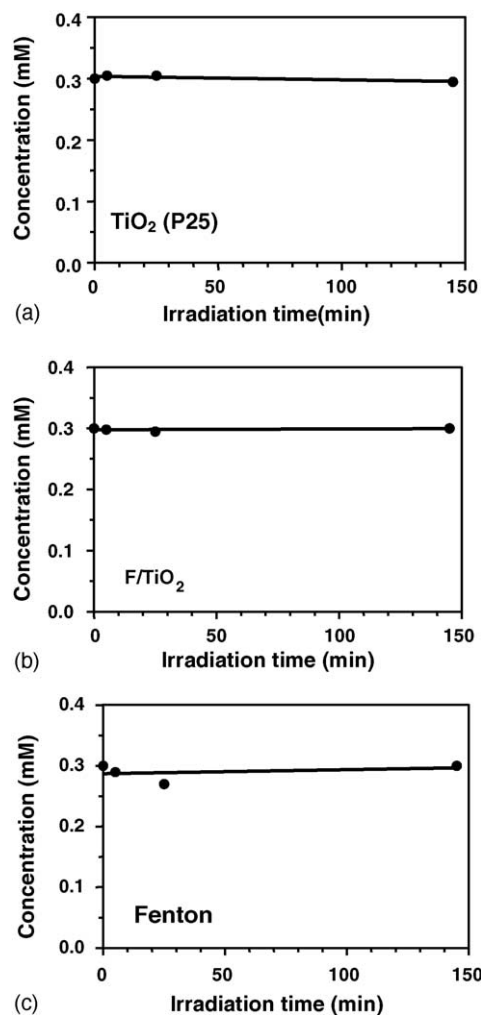 0.4
0.3
0.2
0.1
0.0
Concentration (mM)
TiO₂ (P25)
0 50 100 150
(a) Irradiation time(min)
0.4
0.3
0.2
0.1
0.0
Concentration (mM)
F/TiO₂
0 50 100 150
(b) Irradiation time (min)
0.4
0.3
0.2
0.1
0.0
Concentration (mM)
Fenton
0 50 100 150
(c) Irradiation time (min)